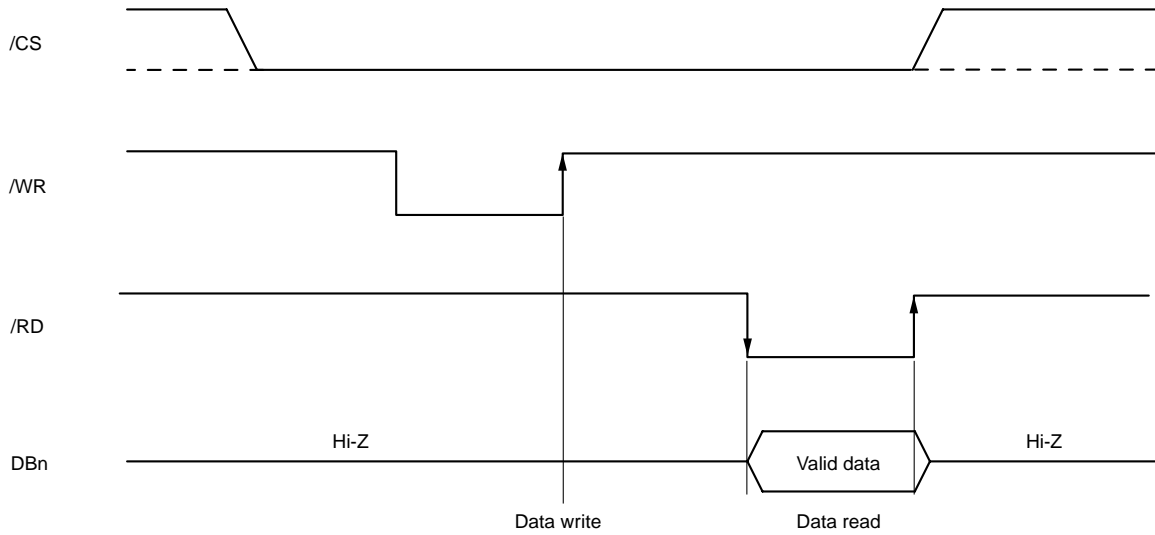 /CS
/WR
/RD
Hi-Z
Hi-Z
DBn
Valid data
Data write
Data read